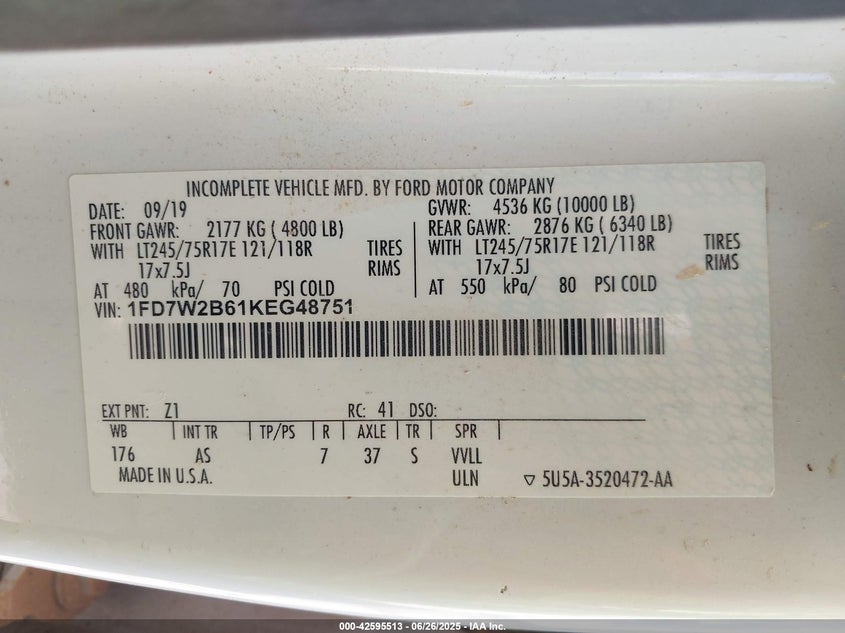 INCOMPLETE VEHICLE MFD. BY FORD MOTOR COMPANY
DATE: 09/19 GVWR: 4536 KG (10000 LB)
FRONT GAWR: 2177 KG ( 4800 LB) REAR GAWR: 2876 KG ( 6340 LB)
WITH LT245/75R17E 121/118R TIRES WITH LT245/75R17E 121/118R TIRES
17x7.5J RIMS 17x7.5J RIMS
AT 480 kPa/ 70 PSI COLD AT 550 kPa/ 80 PSI COLD
VIN: 1FD7W2B61KEG48751
EXT PNT: Z1 RC: 41 DSO:
WB INT TR TP/PS R AXLE TR SPR
176 AS 7 37 S VVLL
MADE IN U.S.A. ULN ▽ 5U5A-3520472-AA
000-42595513 / 06/26/2025 - IAA Inc.